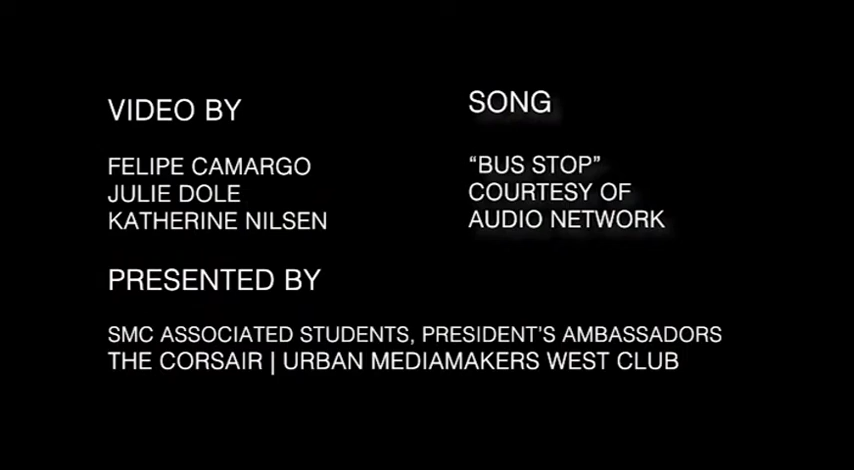 VIDEO BY
FELIPE CAMARGO
JULIE DOLE
KATHERINE NILSEN
SONG
“BUS STOP”
COURTESY OF
AUDIO NETWORK
PRESENTED BY
SMC ASSOCIATED STUDENTS, PRESIDENT’S AMBASSADORS
THE CORSAIR | URBAN MEDIAMAKERS WEST CLUB